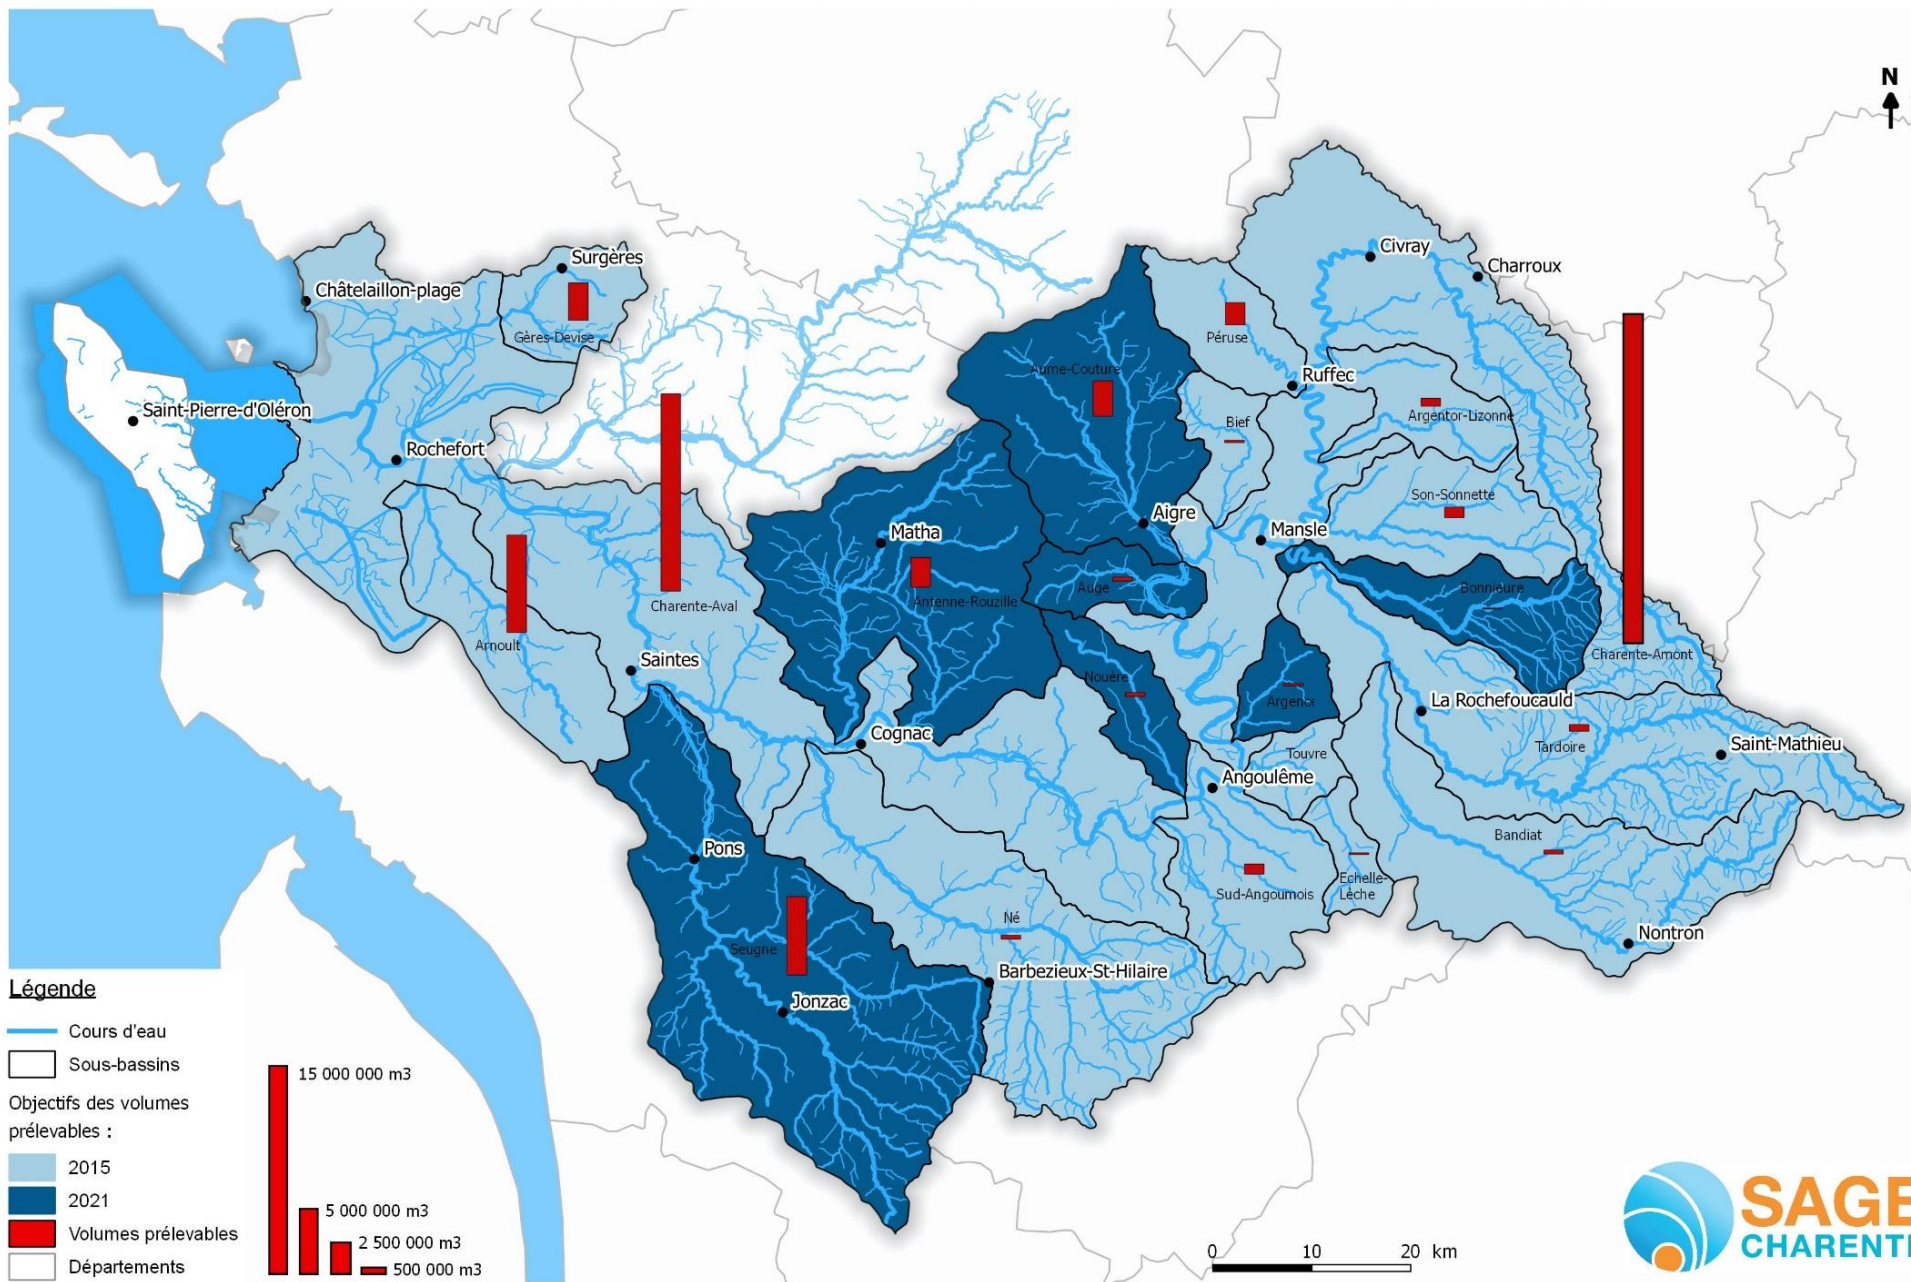 N
Civray
Surgères
Charroux
Châtelaillon-plage
Gères-Devise
Péruse
Aume-Couture
Ruffec
Saint-Pierre-d'Oléron
Argentor-Lizonne
Bief
Rochefort
Son-Sonnette
Aigre
Mansle
Matha
Auge
Bonnieure
Antenne-Rouzille
Charente-Aval
Arnoult
Charente-Amont
Saintes
Nouère
Argence
La Rochefoucauld
Cognac
Tardoire
Saint-Mathieu
Touvre
Angoulême
Bandiat
Pons
Echelle-
Lèche
Sud-Angoumois
Né
Nontron
Seugne
Barbezieux-St-Hilaire
Jonzac
Légende
Cours d'eau
Sous-bassins
Objectifs des volumes
prélevables :
2015
2021
Volumes prélevables
Départements
15 000 000 m3
5 000 000 m3
2 500 000 m3
500 000 m3
0 10 20 km
SAGE
CHARENTE